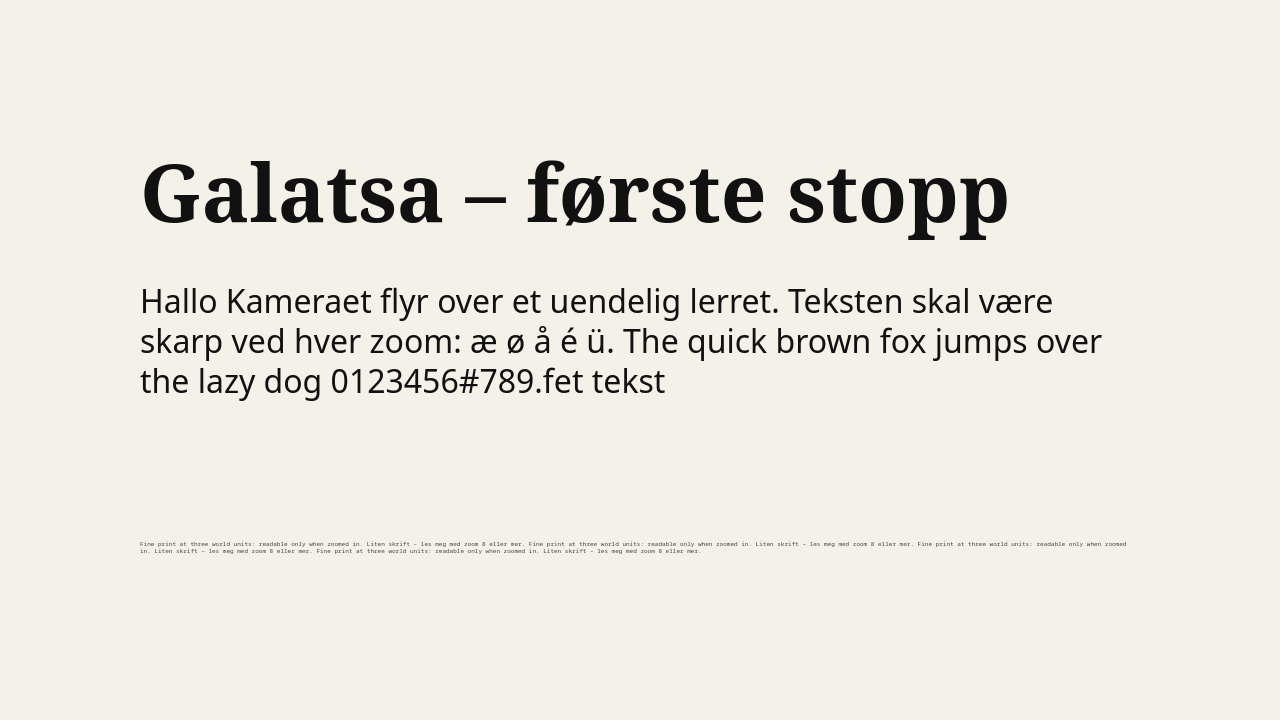 Galatsa – første stopp
Hallo Kameraet flyr over et uendelig lerret. Teksten skal være
skarp ved hver zoom: æ ø å é ü. The quick brown fox jumps over
the lazy dog 0123456#789.fet tekst
Fine print at three world units: readable only when zoomed in. Liten skrift – les meg med zoom 8 eller mer. Fine print at three world units: readable only when zoomed in. Liten skrift – les meg med zoom 8 eller mer. Fine print at three world units: readable only when zoomed
in. Liten skrift – les meg med zoom 8 eller mer. Fine print at three world units: readable only when zoomed in. Liten skrift – les meg med zoom 8 eller mer.